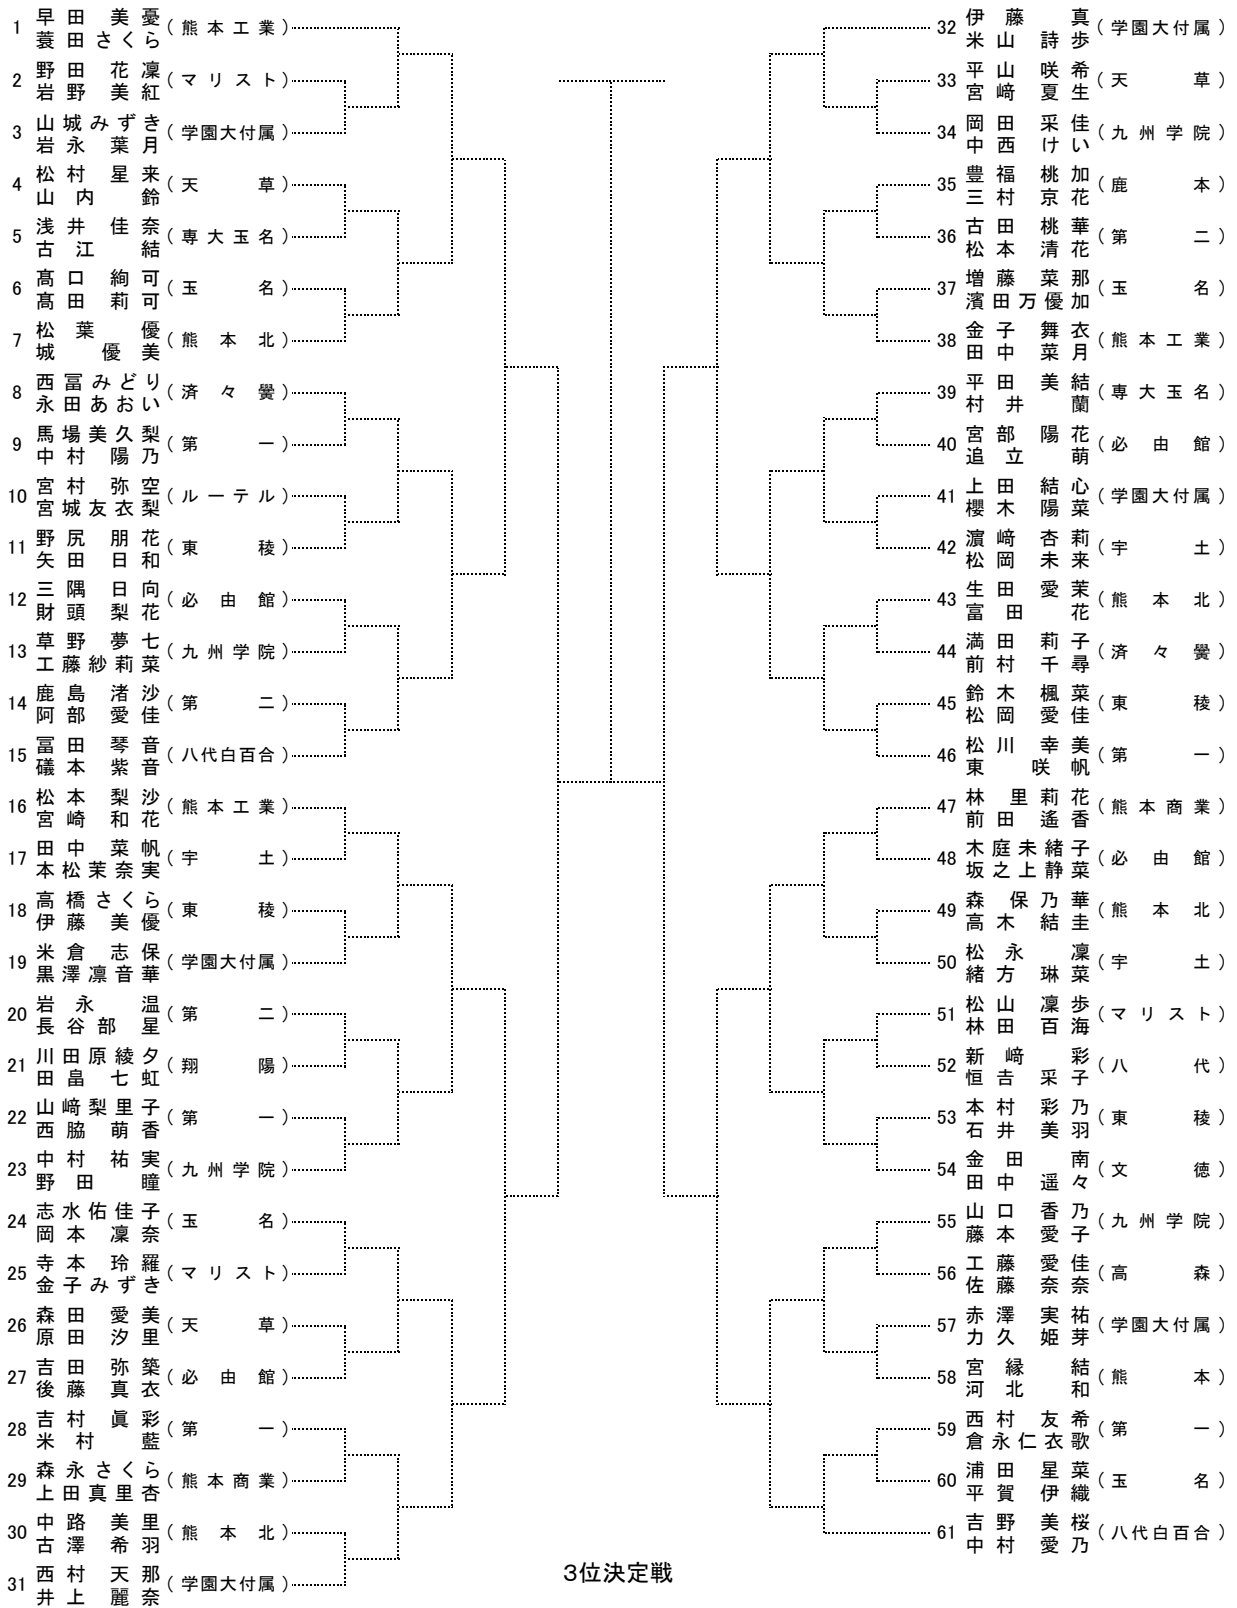 1 早田美憂 (熊本工業)
蓑田さくら
2 野田花凜 (マリスト)
岩野美紅
3 山城みずき (学園大付属)
岩永葉月
4 松村星来 (天草)
山内鈴
5 浅井佳奈 (専大玉名)
古江結
6 髙口絢可 (玉名)
髙田莉可
7 松葉優 (熊本北)
城優美
8 西冨みどり (済々黌)
永田あおい
9 馬場美久梨 (第一)
中村陽乃
10 宮村弥空 (ルーテル)
宮城友衣梨
11 野尻朋花 (東稜)
矢田日和
12 三隅日向 (必由館)
財頭梨花
13 草野夢七 (九州学院)
工藤紗莉菜
14 鹿島渚沙 (第二)
阿部愛佳
15 冨田琴音 (八代白百合)
礒本紫音
16 松本梨沙 (熊本工業)
宮崎和花
17 田中菜帆 (宇土)
本松茉奈実
18 高橋さくら (東稜)
伊藤美優
19 米倉志保 (学園大付属)
黒澤凛音華
20 岩永温 (第二)
長谷部星
21 川田原綾夕 (翔陽)
田畠七虹
22 山﨑梨里子 (第一)
西脇萌香
23 中村祐実 (九州学院)
野田瞳
24 志水佑佳子 (玉名)
岡本凜奈
25 寺本玲羅 (マリスト)
金子みずき
26 森田愛美 (天草)
原田汐里
27 吉田弥築 (必由館)
後藤真衣
28 吉村眞彩 (第一)
米村藍
29 森永さくら (熊本商業)
上田真里杏
30 中路美里 (熊本北)
古澤希羽
31 西村天那 (学園大付属)
井上麗奈
32 伊藤真 (学園大付属)
米山詩歩
33 平山咲希 (天草)
宮﨑夏生
34 岡田采佳 (九州学院)
中西けい
35 豊福桃加 (鹿本)
三村京花
36 古田桃華 (第二)
松本清花
37 増藤菜那 (玉名)
濱田万優加
38 金子舞衣 (熊本工業)
田中菜月
39 平田美結 (専大玉名)
村井蘭
40 宮部陽花 (必由館)
追立萌
41 上田結心 (学園大付属)
櫻木陽菜
42 濵﨑杏莉 (宇土)
松岡未来
43 生田愛茉 (熊本北)
富田花
44 満田莉子 (済々黌)
前村千尋
45 鈴木楓菜 (東稜)
松岡愛佳
46 松川幸美 (第一)
東咲帆
47 林里莉花 (熊本商業)
前田遙香
48 木庭未緒子 (必由館)
坂之上静菜
49 森保乃華 (熊本北)
高木結圭
50 松永凜 (宇土)
緒方琳菜
51 松山凜歩 (マリスト)
林田百海
52 新﨑彩 (八代)
恒吉采子
53 本村彩乃 (東稜)
石井美羽
54 金田南 (文徳)
田中遥々
55 山口香乃 (九州学院)
藤本愛子
56 工藤愛佳 (高森)
佐藤奈奈
57 赤澤実祐 (学園大付属)
力久姫芽
58 宮縁結 (熊本)
河北和
59 西村友希 (第一)
倉永仁衣歌
60 浦田星菜 (玉名)
平賀伊織
61 吉野美桜 (八代白百合)
中村愛乃
3位決定戦